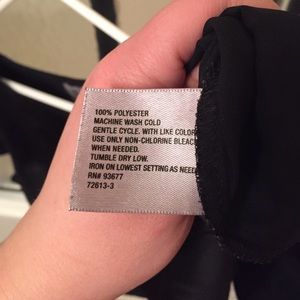 100% POLYESTER
MACHINE WASH COLD
GENTLE CYCLE. WITH LIKE COLOR
USE ONLY NON-CHLORINE BLEAC
WHEN NEEDED.
TUMBLE DRY LOW.
IRON ON LOWEST SETTING AS NEED
RN# 93677
72613-3